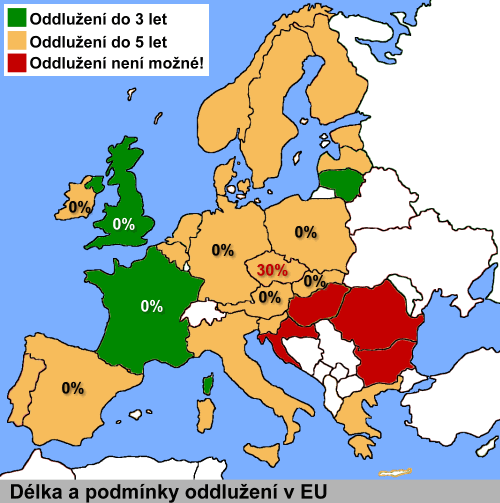 Oddlužení do 3 let
Oddlužení do 5 let
Oddlužení není možné!
0%
0%
0%
0%
30%
0%
0%
0%
0%
Délka a podmínky oddlužení v EU